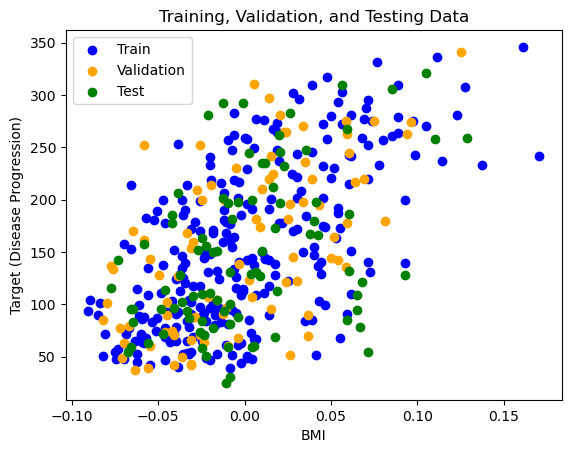 Training, Validation, and Testing Data
Train
Validation
Test
Target (Disease Progression)
350
300
250
200
150
100
50
−0.10
−0.05
0.00
0.05
0.10
0.15
BMI